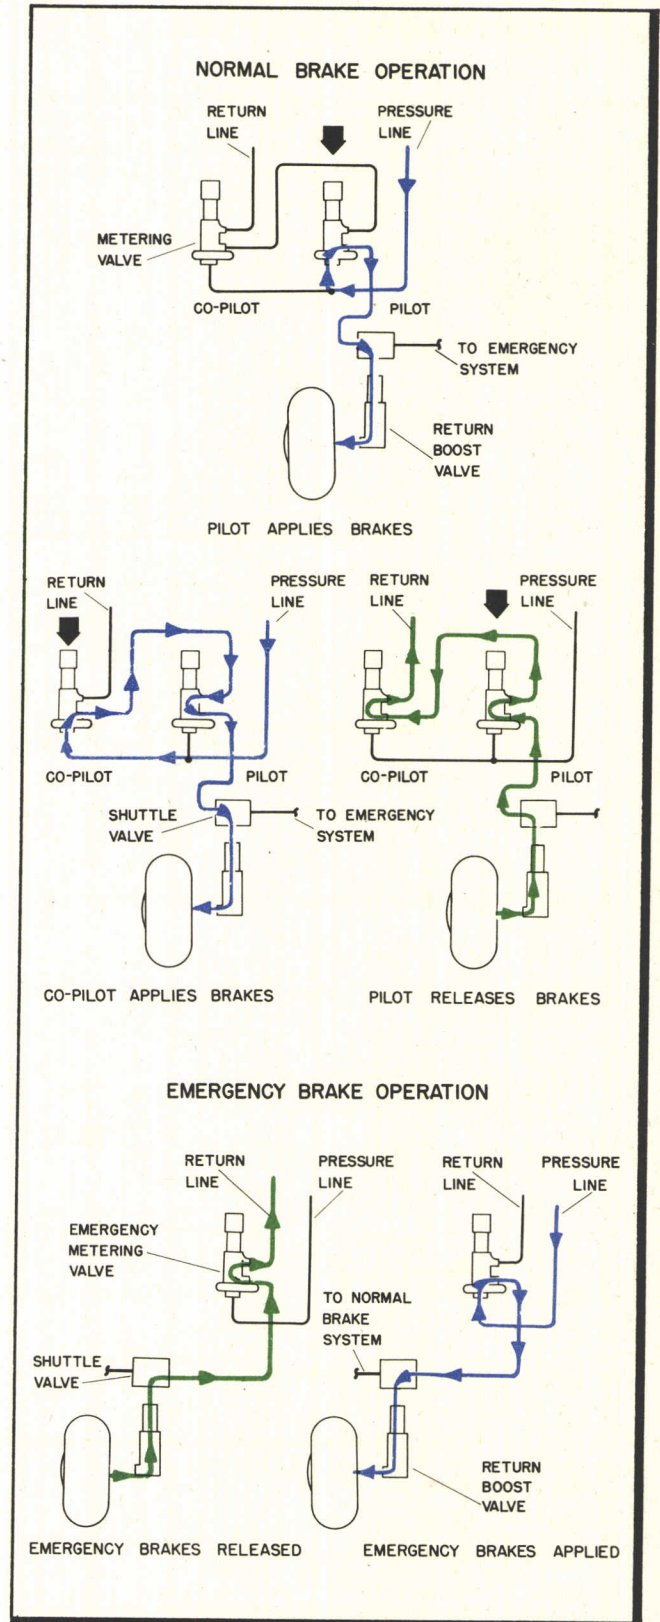 NORMAL BRAKE OPERATION
RETURN
LINE
PRESSURE
LINE
METERING
VALVE
CO-PILOT
PILOT
TO EMERGENCY
SYSTEM
RETURN
BOOST
VALVE
PILOT APPLIES BRAKES
RETURN
LINE
PRESSURE
LINE
CO-PILOT
PILOT
SHUTTLE
VALVE
TO EMERGENCY
SYSTEM
CO-PILOT APPLIES BRAKES
RETURN
LINE
PRESSURE
LINE
CO-PILOT
PILOT
PILOT RELEASES BRAKES
EMERGENCY BRAKE OPERATION
RETURN
LINE
PRESSURE
LINE
EMERGENCY
METERING
VALVE
SHUTTLE
VALVE
EMERGENCY BRAKES RELEASED
RETURN
LINE
PRESSURE
LINE
TO NORMAL
BRAKE
SYSTEM
RETURN
BOOST
VALVE
EMERGENCY BRAKES APPLIED